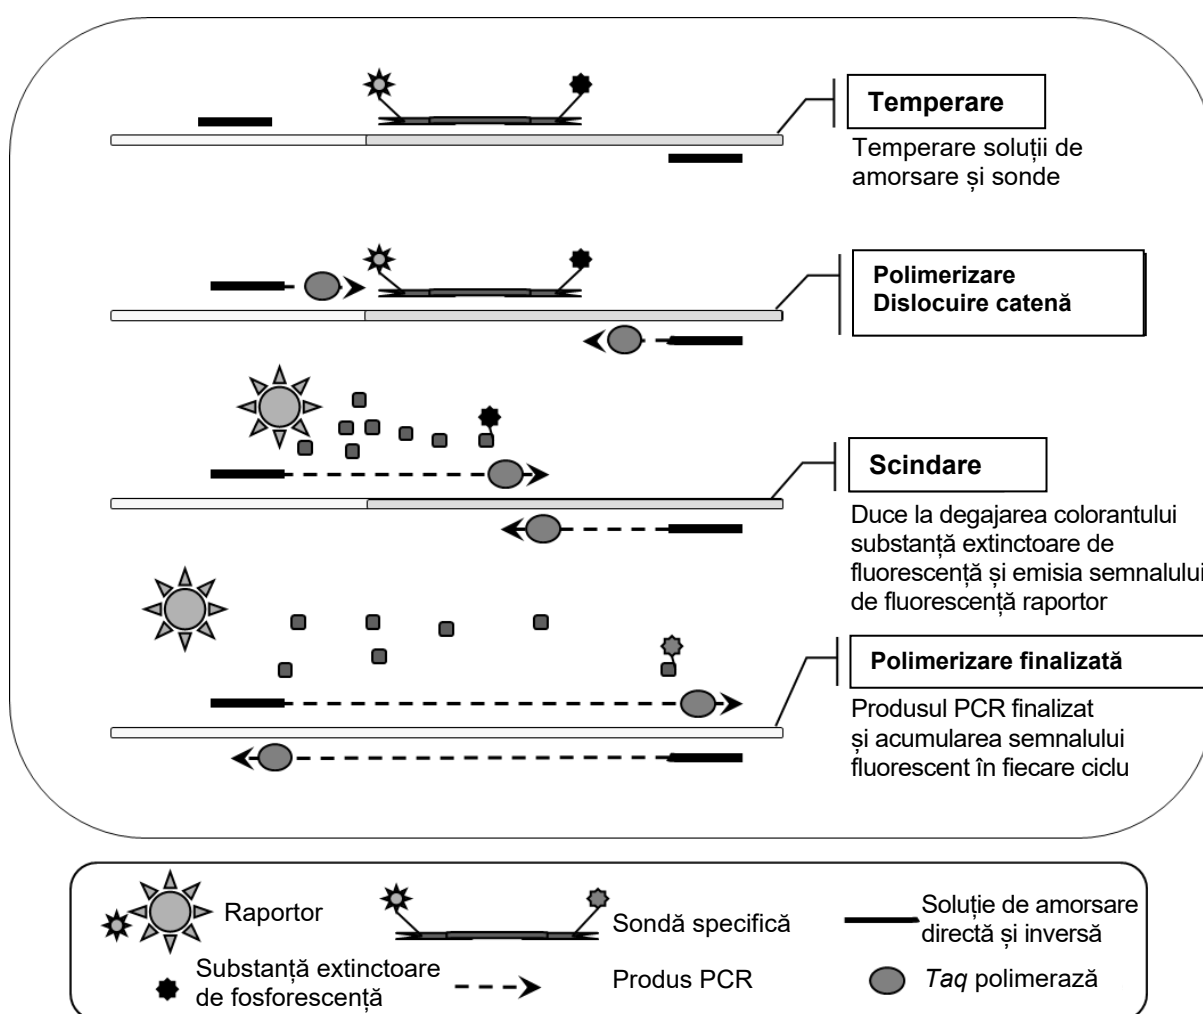 Temperare
Temperare soluții de
amorsare și sonde
Polimerizare
Dislocuire catenă
Scindare
Duce la degajarea colorantului
substanță extinctoare de
fluorescență și emisia semnalului
de fluorescență raportor
Polimerizare finalizată
Produsul PCR finalizat
și acumularea semnalului
fluorescent în fiecare ciclu
Raportor
Sondă specifică
Soluție de amorsare
directă și inversă
Substanță extinctoare
de fosforescență
Produs PCR
Taq polimerază